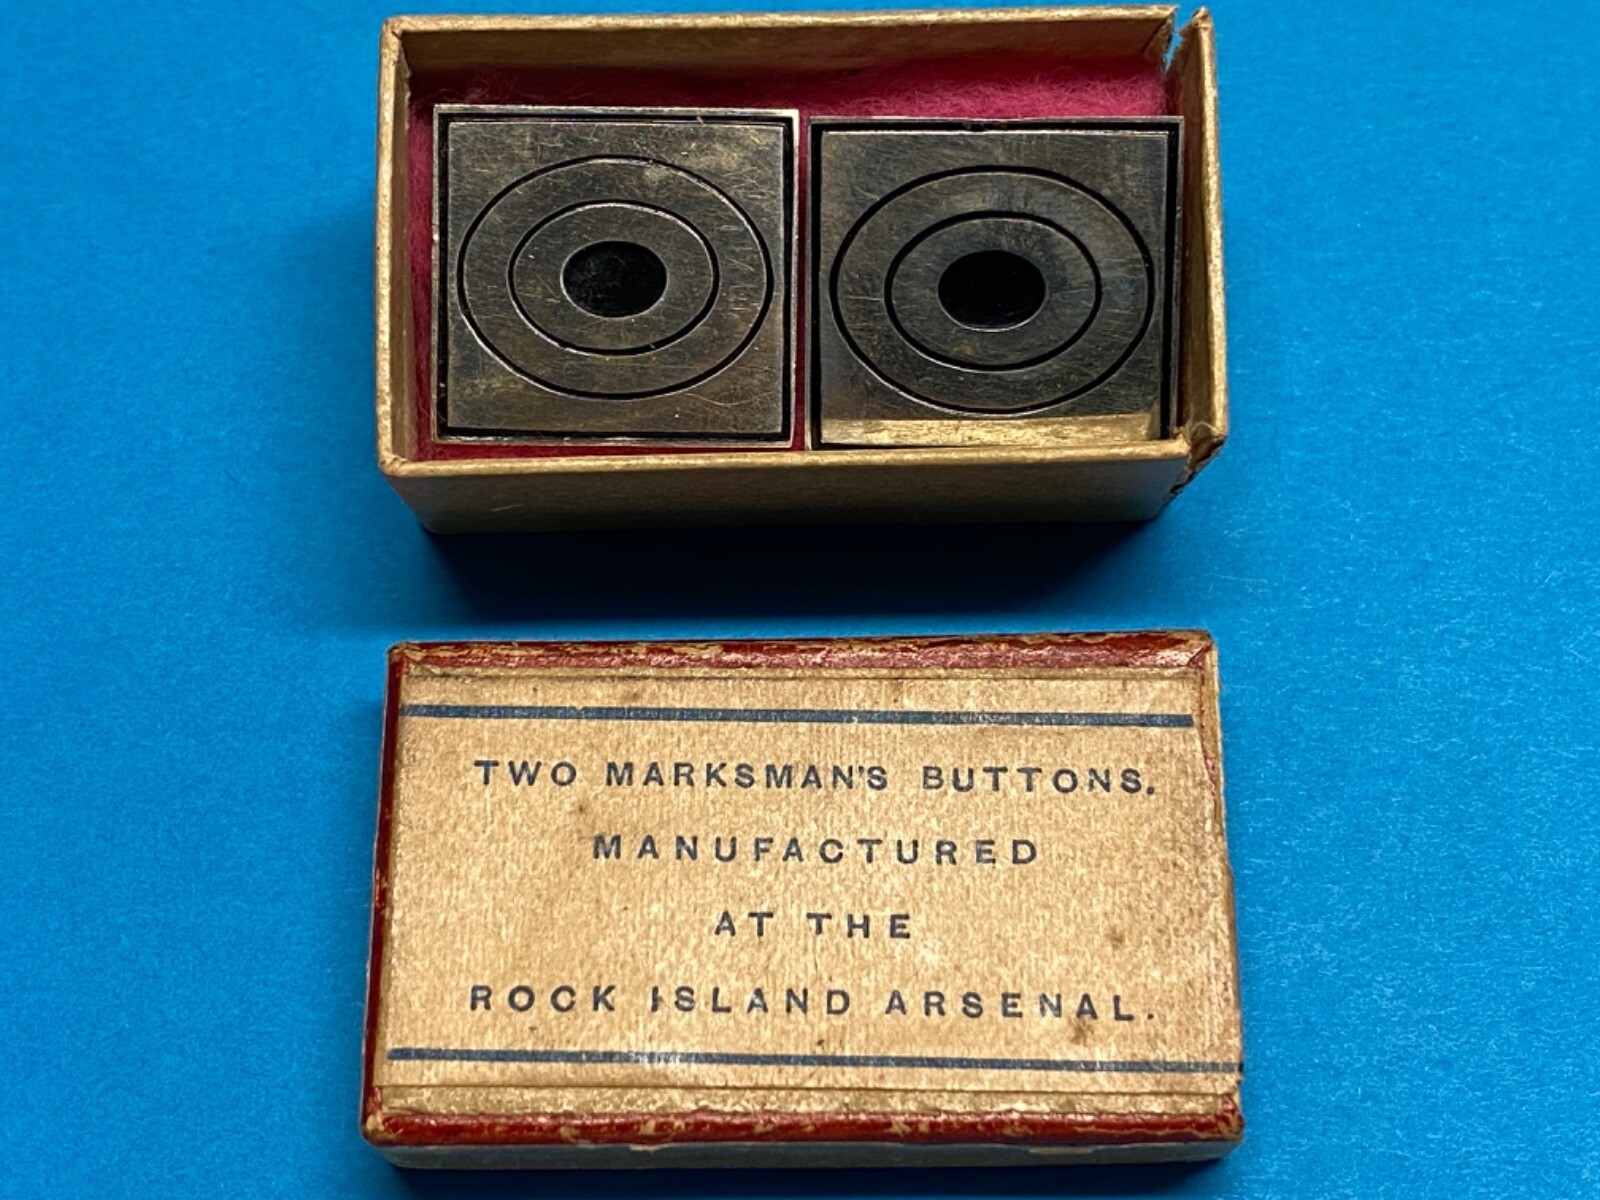 TWO MARKSMAN'S BUTTONS.
MANUFACTURED
AT THE
ROCK ISLAND ARSENAL.